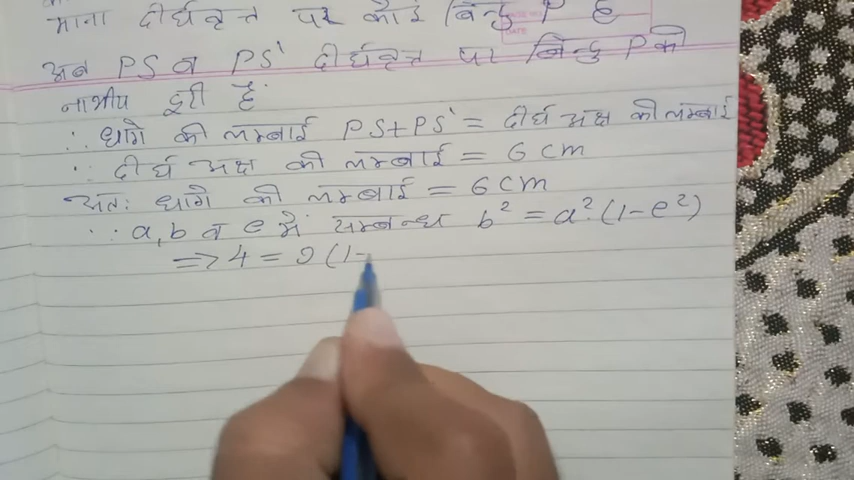 माना दीर्घवृत्त पर कोई बिन्दु P है
अब PS व PS' दीर्घवृत्त पर बिन्दु P की
नाभीय दूरी हैं
∴ धागे की लम्बाई PS+PS' = दीर्घ अक्ष की लम्बाई
∵ दीर्घ अक्ष की लम्बाई = 6 cm
अतः धागे की लम्बाई = 6 cm
∵ a, b व e में सम्बन्ध b² = a²(1-e²)
=> 4 = 9 (1-